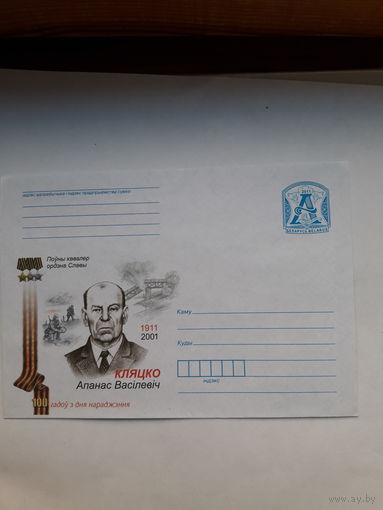 2011
А
БЕЛАРУСЬ BELARUS
Поўны кавалер
ордэна Славы
1911
2001
КЛЯЦКО
Апанас Васілевіч
100 гадоў з дня нараджэння
Каму
Куды
індэкс
www.ay.by